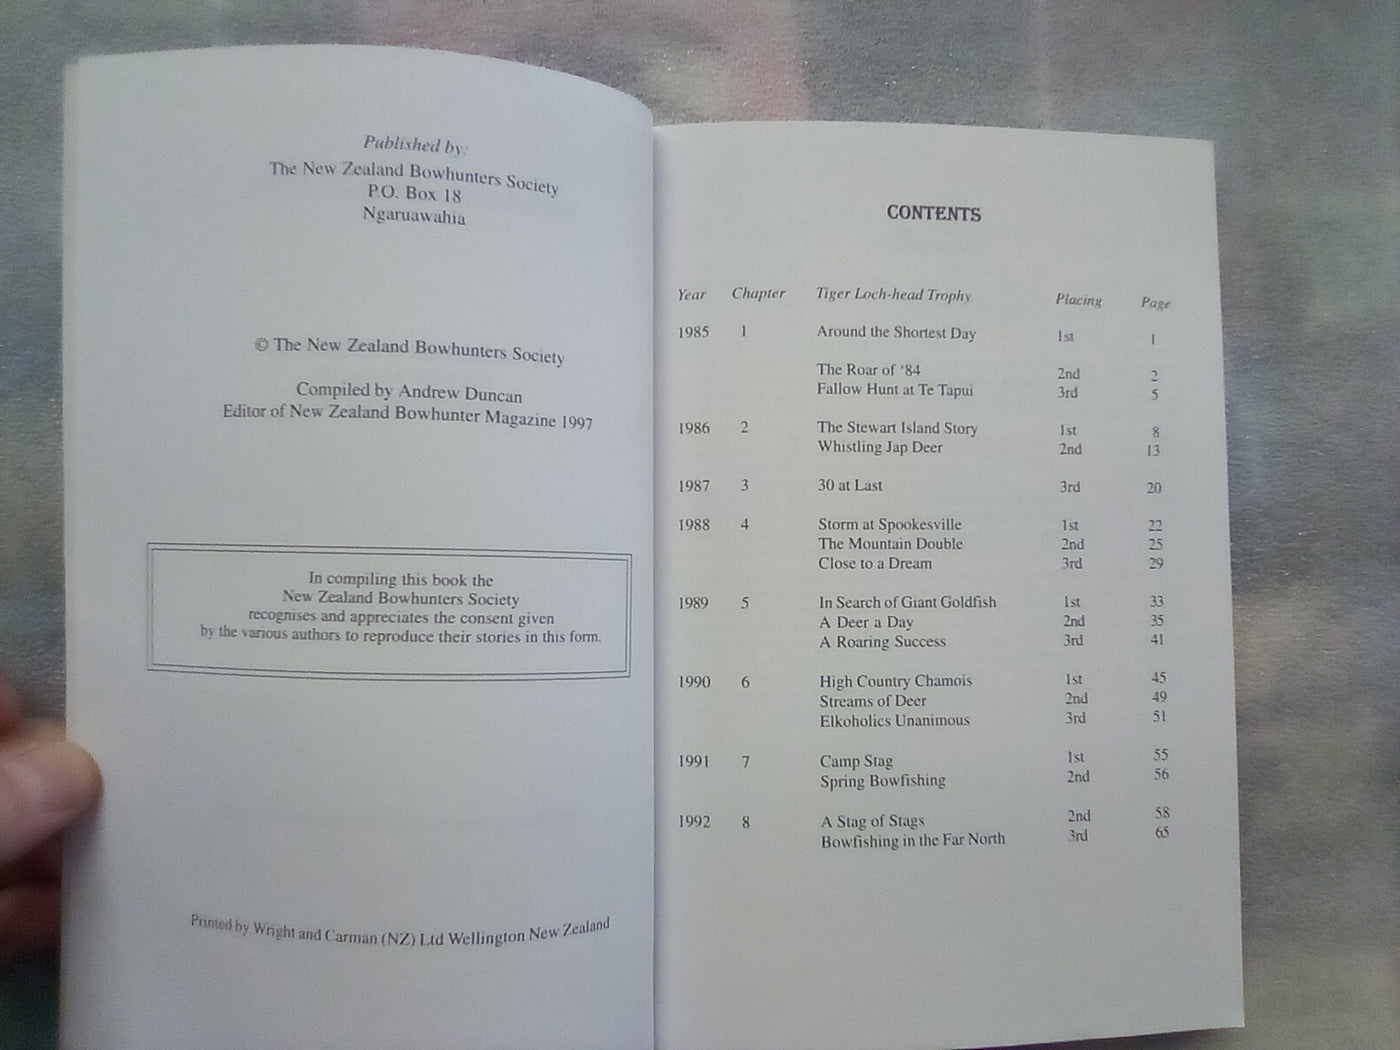 Published by:
The New Zealand Bowhunters Society
P.O. Box 18
Ngaruawahia
© The New Zealand Bowhunters Society
Compiled by Andrew Duncan
Editor of New Zealand Bowhunter Magazine 1997
In compiling this book the
New Zealand Bowhunters Society
recognises and appreciates the consent given
by the various authors to reproduce their stories in this form.
Printed by Wright and Carman (NZ) Ltd Wellington New Zealand
CONTENTS
Year Chapter Tiger Loch-head Trophy Placing Page
1985 1 Around the Shortest Day 1st 1
The Roar of ‘84 2nd 2
Fallow Hunt at Te Tapui 3rd 5
1986 2 The Stewart Island Story 1st 8
Whistling Jap Deer 2nd 13
1987 3 30 at Last 3rd 20
1988 4 Storm at Spookesville 1st 22
The Mountain Double 2nd 25
Close to a Dream 3rd 29
1989 5 In Search of Giant Goldfish 1st 33
A Deer a Day 2nd 35
A Roaring Success 3rd 41
1990 6 High Country Chamois 1st 45
Streams of Deer 2nd 49
Elkoholics Unanimous 3rd 51
1991 7 Camp Stag 1st 55
Spring Bowfishing 2nd 56
1992 8 A Stag of Stags 2nd 58
Bowfishing in the Far North 3rd 65